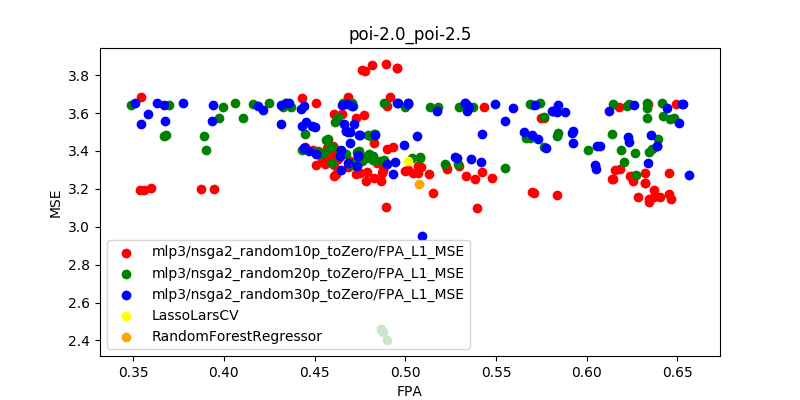 poi-2.0_poi-2.5
MSE
3.8
3.6
3.4
3.2
3.0
2.8
2.6
2.4
mlp3/nsga2_random10p_toZero/FPA_L1_MSE
mlp3/nsga2_random20p_toZero/FPA_L1_MSE
mlp3/nsga2_random30p_toZero/FPA_L1_MSE
LassoLarsCV
RandomForestRegressor
0.35 0.40 0.45 0.50 0.55 0.60 0.65
FPA